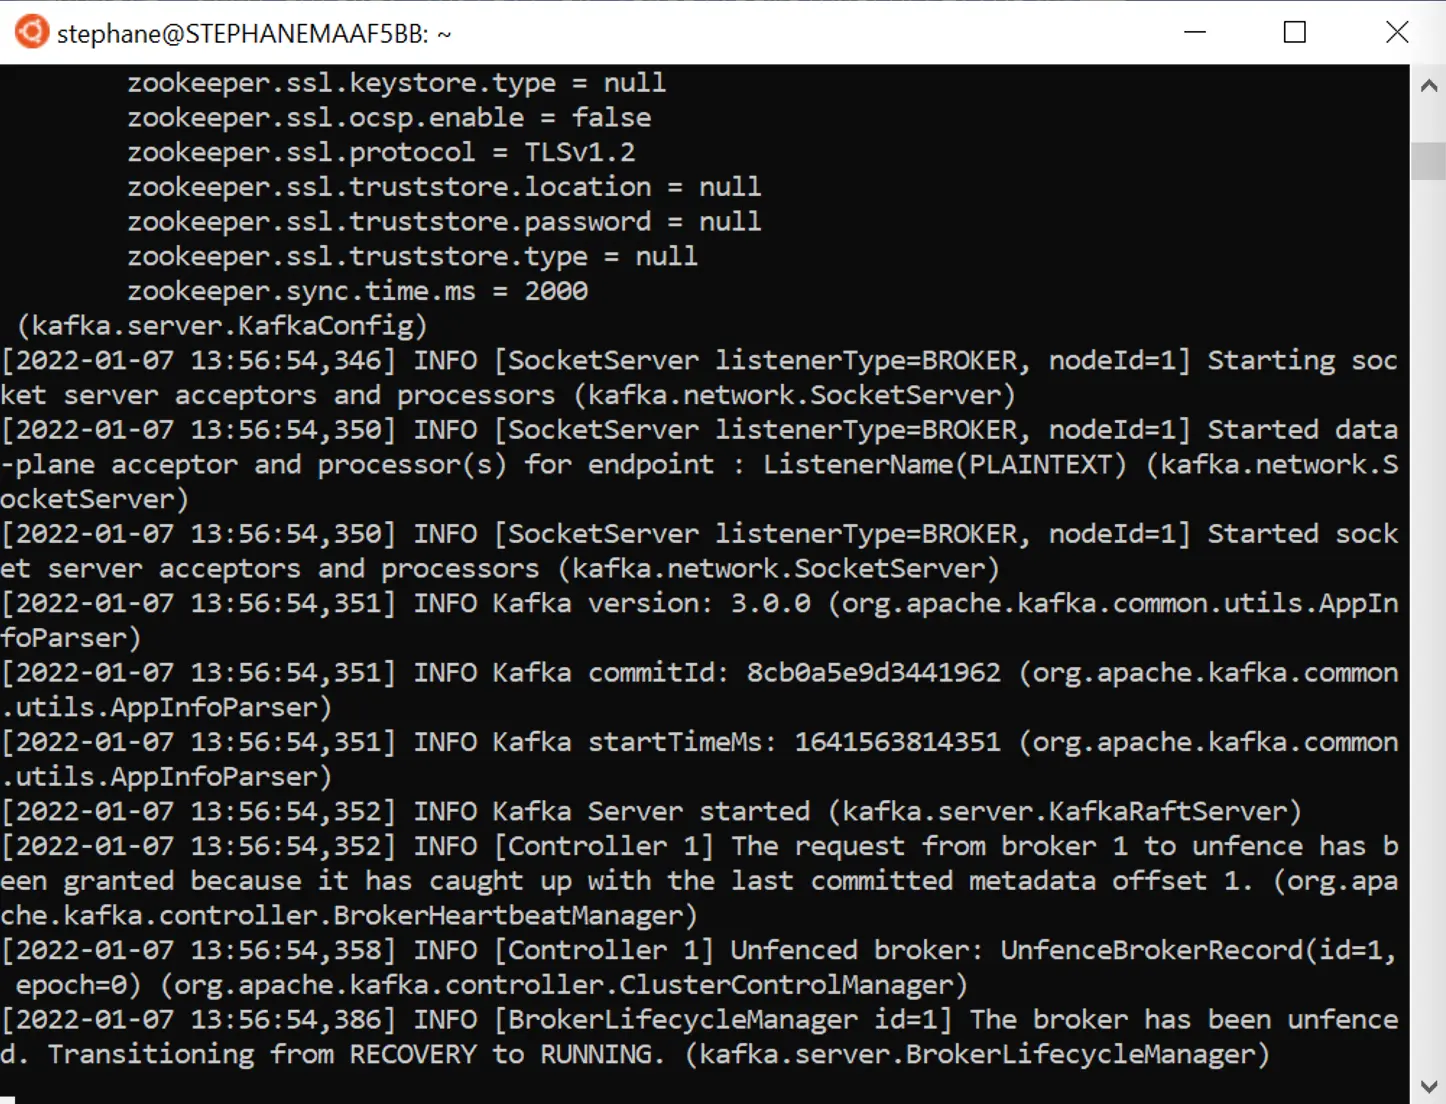 stephane@STEPHANEMAAF5BB: ~
zookeeper.ssl.keystore.type = null
zookeeper.ssl.ocsp.enable = false
zookeeper.ssl.protocol = TLSv1.2
zookeeper.ssl.truststore.location = null
zookeeper.ssl.truststore.password = null
zookeeper.ssl.truststore.type = null
zookeeper.sync.time.ms = 2000
(kafka.server.KafkaConfig)
[2022-01-07 13:56:54,346] INFO [SocketServer listenerType=BROKER, nodeId=1] Starting soc
ket server acceptors and processors (kafka.network.SocketServer)
[2022-01-07 13:56:54,350] INFO [SocketServer listenerType=BROKER, nodeId=1] Started data
-plane acceptor and processor(s) for endpoint : ListenerName(PLAINTEXT) (kafka.network.S
ocketServer)
[2022-01-07 13:56:54,350] INFO [SocketServer listenerType=BROKER, nodeId=1] Started sock
et server acceptors and processors (kafka.network.SocketServer)
[2022-01-07 13:56:54,351] INFO Kafka version: 3.0.0 (org.apache.kafka.common.utils.AppIn
foParser)
[2022-01-07 13:56:54,351] INFO Kafka commitId: 8cb0a5e9d3441962 (org.apache.kafka.common
.utils.AppInfoParser)
[2022-01-07 13:56:54,351] INFO Kafka startTimeMs: 1641563814351 (org.apache.kafka.common
.utils.AppInfoParser)
[2022-01-07 13:56:54,352] INFO Kafka Server started (kafka.server.KafkaRaftServer)
[2022-01-07 13:56:54,352] INFO [Controller 1] The request from broker 1 to unfence has b
een granted because it has caught up with the last committed metadata offset 1. (org.apa
che.kafka.controller.BrokerHeartbeatManager)
[2022-01-07 13:56:54,358] INFO [Controller 1] Unfenced broker: UnfenceBrokerRecord(id=1,
epoch=0) (org.apache.kafka.controller.ClusterControlManager)
[2022-01-07 13:56:54,386] INFO [BrokerLifecycleManager id=1] The broker has been unfence
d. Transitioning from RECOVERY to RUNNING. (kafka.server.BrokerLifecycleManager)